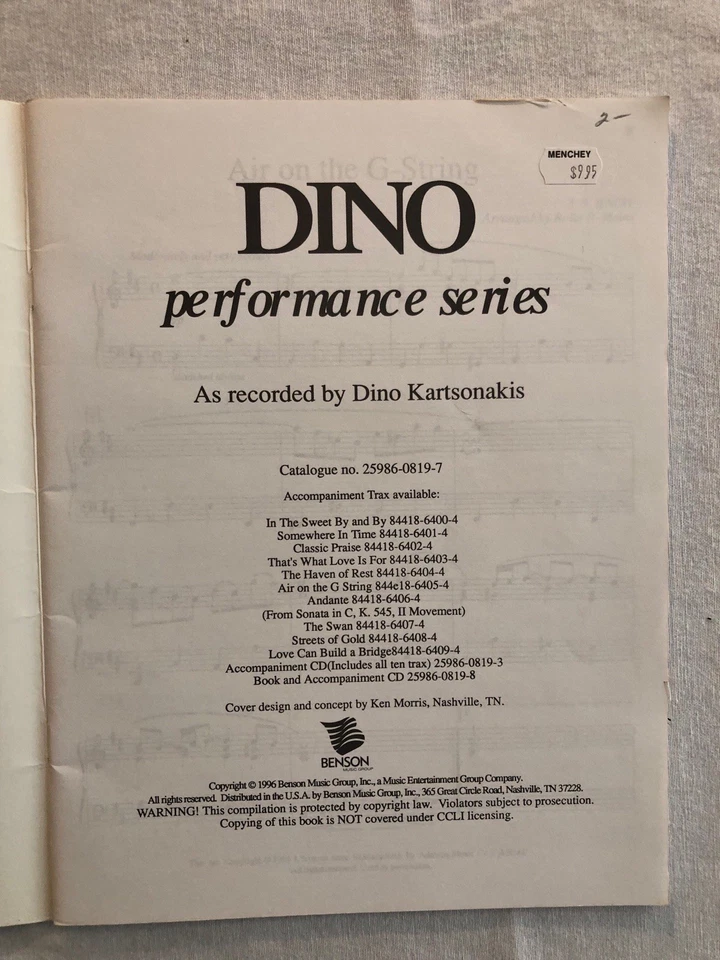 2-
MENCHEY
$9.95
Air on the G-String
DINO
performance series
As recorded by Dino Kartsonakis
Catalogue no. 25986-0819-7
Accompaniment Trax available:
In The Sweet By and By 84418-6400-4
Somewhere In Time 84418-6401-4
Classic Praise 84418-6402-4
That's What Love Is For 84418-6403-4
The Haven of Rest 84418-6404-4
Air on the G String 844e18-6405-4
Andante 84418-6406-4
(From Sonata in C, K. 545, II Movement)
The Swan 84418-6407-4
Streets of Gold 84418-6408-4
Love Can Build a Bridge84418-6409-4
Accompaniment CD(Includes all ten trax) 25986-0819-3
Book and Accompaniment CD 25986-0819-8
Cover design and concept by Ken Morris, Nashville, TN.
BENSON
MUSIC GROUP
Copyright © 1996 Benson Music Group, Inc., a Music Entertainment Group Company.
All rights reserved. Distributed in the U.S.A. by Benson Music Group, Inc., 365 Great Circle Road, Nashville, TN 37228.
WARNING! This compilation is protected by copyright law. Violators subject to prosecution.
Copying of this book is NOT covered under CCLI licensing.